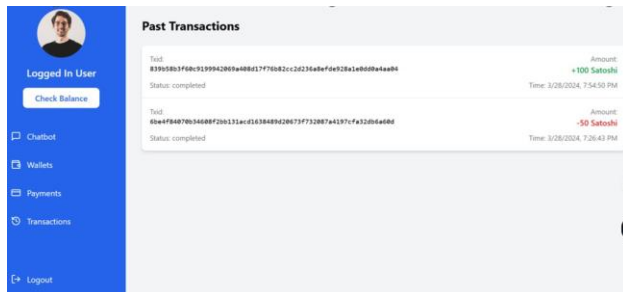 Past Transactions
Logged In User
Check Balance
Chatbot
Wallets
Payments
Transactions
Logout
Txid:
839b58b3f60c9199942069a408d17f76b82cc2d236a8efde928a1e0dd0a4aa04
Status: completed
Amount:
+100 Satoshi
Time: 3/28/2024, 7:54:50 PM
Txid:
6be4f84070b34608f2bb131acd1638489d20673f732087a4197cfa32db6a60d
Status: completed
Amount:
-50 Satoshi
Time: 3/28/2024, 7:26:43 PM